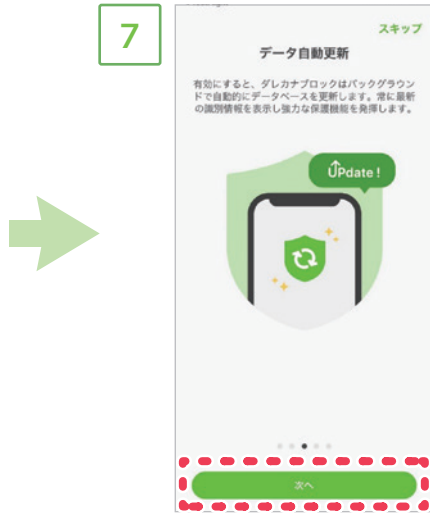 7
スキップ
データ自動更新
有効にすると、ダレカナブロックはバックグラウン
ドで自動的にデータベースを更新します。常に最新
の識別情報を表示し強力な保護機能を発揮します。
UPdate!
次へ